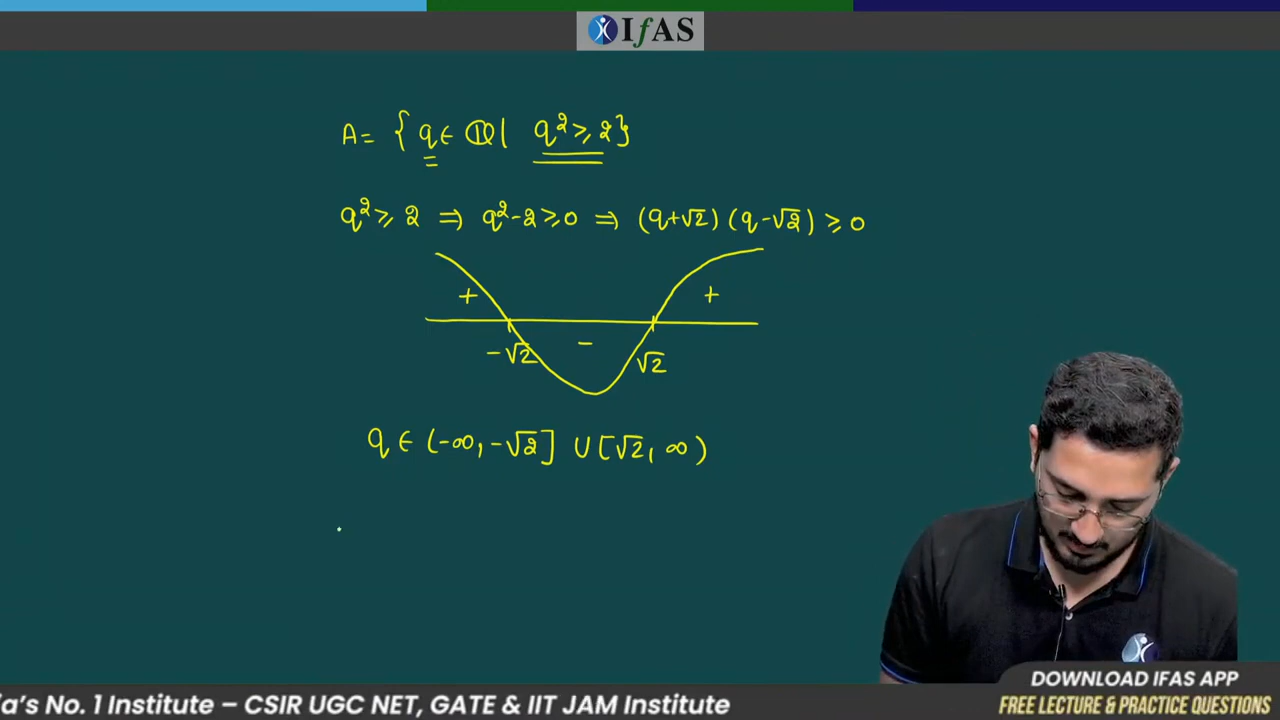 IfAS
A = { q ∈ ℚ | q² ≥ 2 }
q² ≥ 2 ⇒ q² - 2 ≥ 0 ⇒ (q+√2) (q-√2) ≥ 0
+ +
-
-√2 √2
q ∈ (-∞, -√2] ∪ [√2, ∞)
DOWNLOAD IFAS APP
FREE LECTURE & PRACTICE QUESTIONS
ia's No. 1 Institute – CSIR UGC NET, GATE & IIT JAM Institute